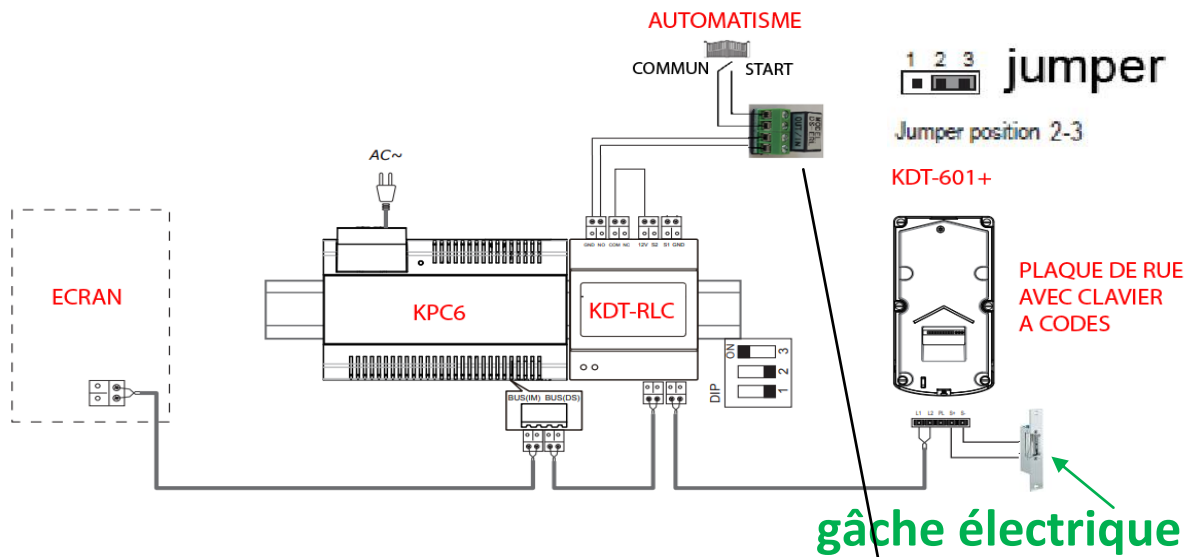 AUTOMATISME
COMMUN
START
1 2 3
jumper
Jumper position 2-3
KDT-601+
AC~
OUT/IN
GND NO COM NC 12V S2 S1 GND
ECRAN
KPC6
KDT-RLC
PLAQUE DE RUE
AVEC CLAVIER
A CODES
ON
3
2
1
DIP
BUS(IM) BUS(DS)
L1 L2 PL S+ S-
gâche électrique